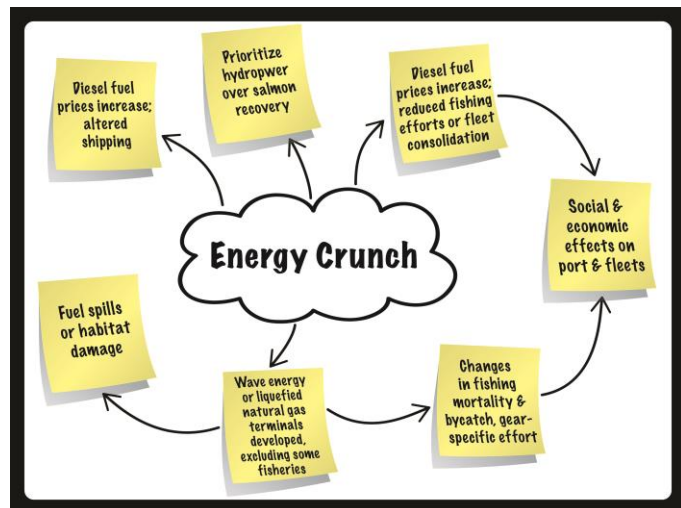 Diesel fuel
prices increase;
altered
shipping
Prioritize
hydropwer
over salmon
recovery
Diesel fuel
prices increase;
reduced fishing
efforts or fleet
consolidation
Energy Crunch
Social &
economic
effects on
port & fleets
Fuel spills
or habitat
damage
Wave energy
or liquefied
natural gas
terminals
developed,
excluding some
fisheries
Changes
in fishing
mortality &
bycatch, gear-
specific effort